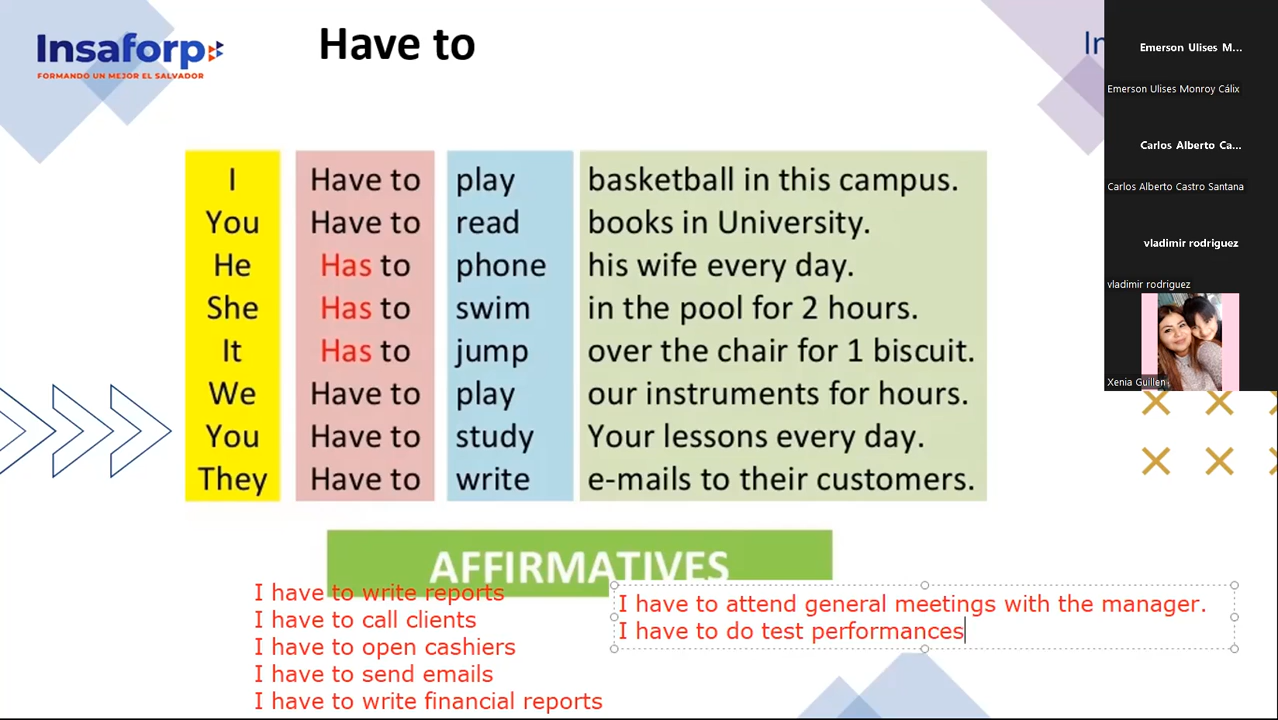 Insaforp
FORMANDO UN MEJOR EL SALVADOR
Have to
In
I Have to play basketball in this campus.
You Have to read books in University.
He Has to phone his wife every day.
She Has to swim in the pool for 2 hours.
It Has to jump over the chair for 1 biscuit.
We Have to play our instruments for hours.
You Have to study Your lessons every day.
They Have to write e-mails to their customers.
AFFIRMATIVES
I have to write reports
I have to call clients
I have to open cashiers
I have to send emails
I have to write financial reports
I have to attend general meetings with the manager.
I have to do test performances
Emerson Ulises M...
Emerson Ulises Monroy Cálix
Carlos Alberto Ca...
Carlos Alberto Castro Santana
vladimir rodriguez
vladimir rodriguez
Xenia Guillen